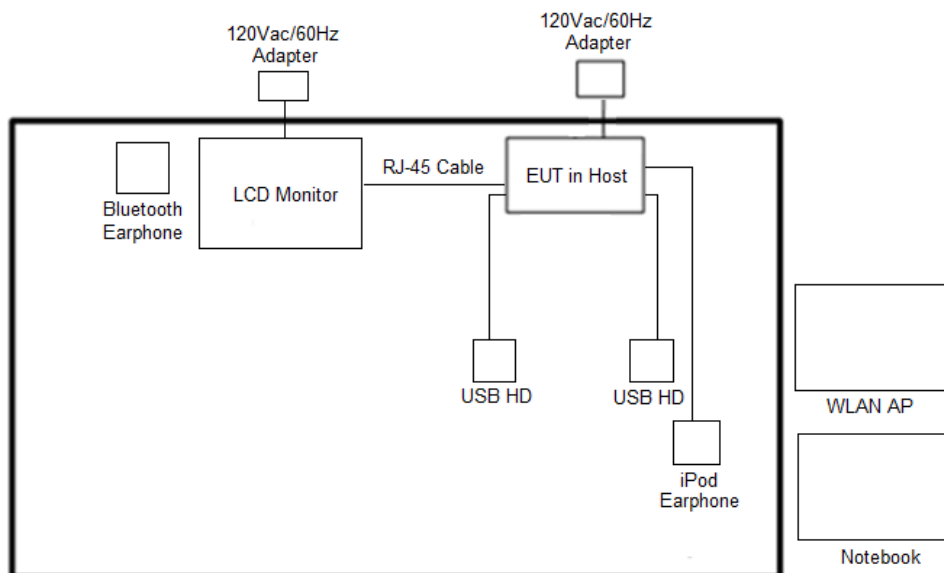 120Vac/60Hz
Adapter
120Vac/60Hz
Adapter
Bluetooth
Earphone
LCD Monitor
RJ-45 Cable
EUT in Host
USB HD
USB HD
iPod
Earphone
WLAN AP
Notebook